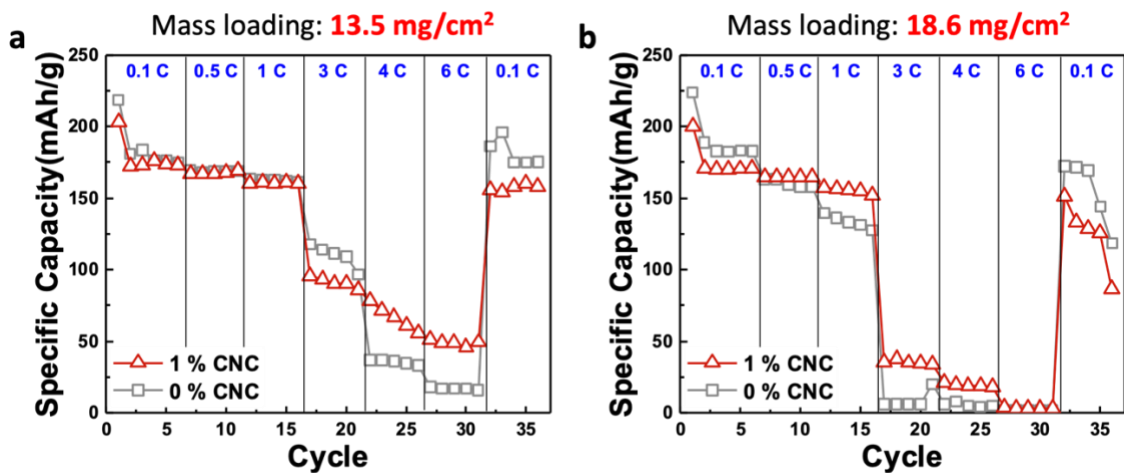 Mass loading: 13.5 mg/cm²
a
Specific Capacity(mAh/g)
250
200
150
100
50
0
0.1 C 0.5 C 1 C 3 C 4 C 6 C 0.1 C
1 % CNC
0 % CNC
0 5 10 15 20 25 30 35
Cycle
Mass loading: 18.6 mg/cm²
b
Specific Capacity(mAh/g)
250
200
150
100
50
0
0.1 C 0.5 C 1 C 3 C 4 C 6 C 0.1 C
1 % CNC
0 % CNC
0 5 10 15 20 25 30 35
Cycle